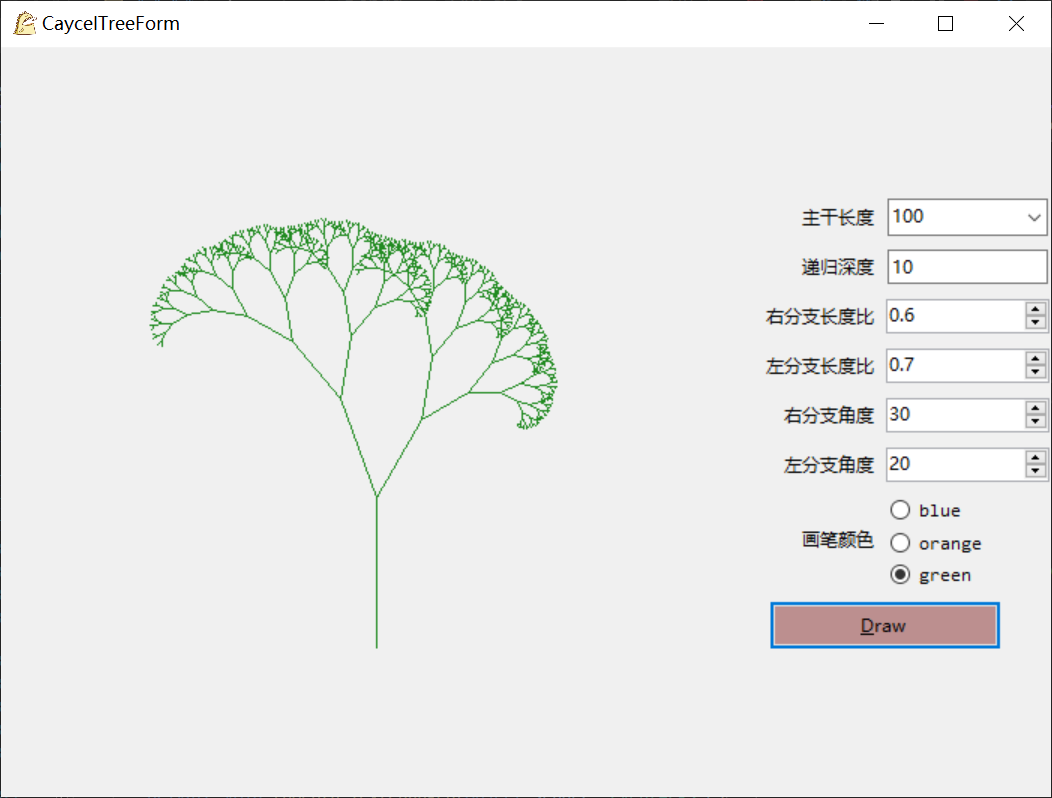 CaycelTreeForm
主干长度 100
递归深度 10
右分支长度比 0.6
左分支长度比 0.7
右分支角度 30
左分支角度 20
画笔颜色
blue
orange
green
Draw